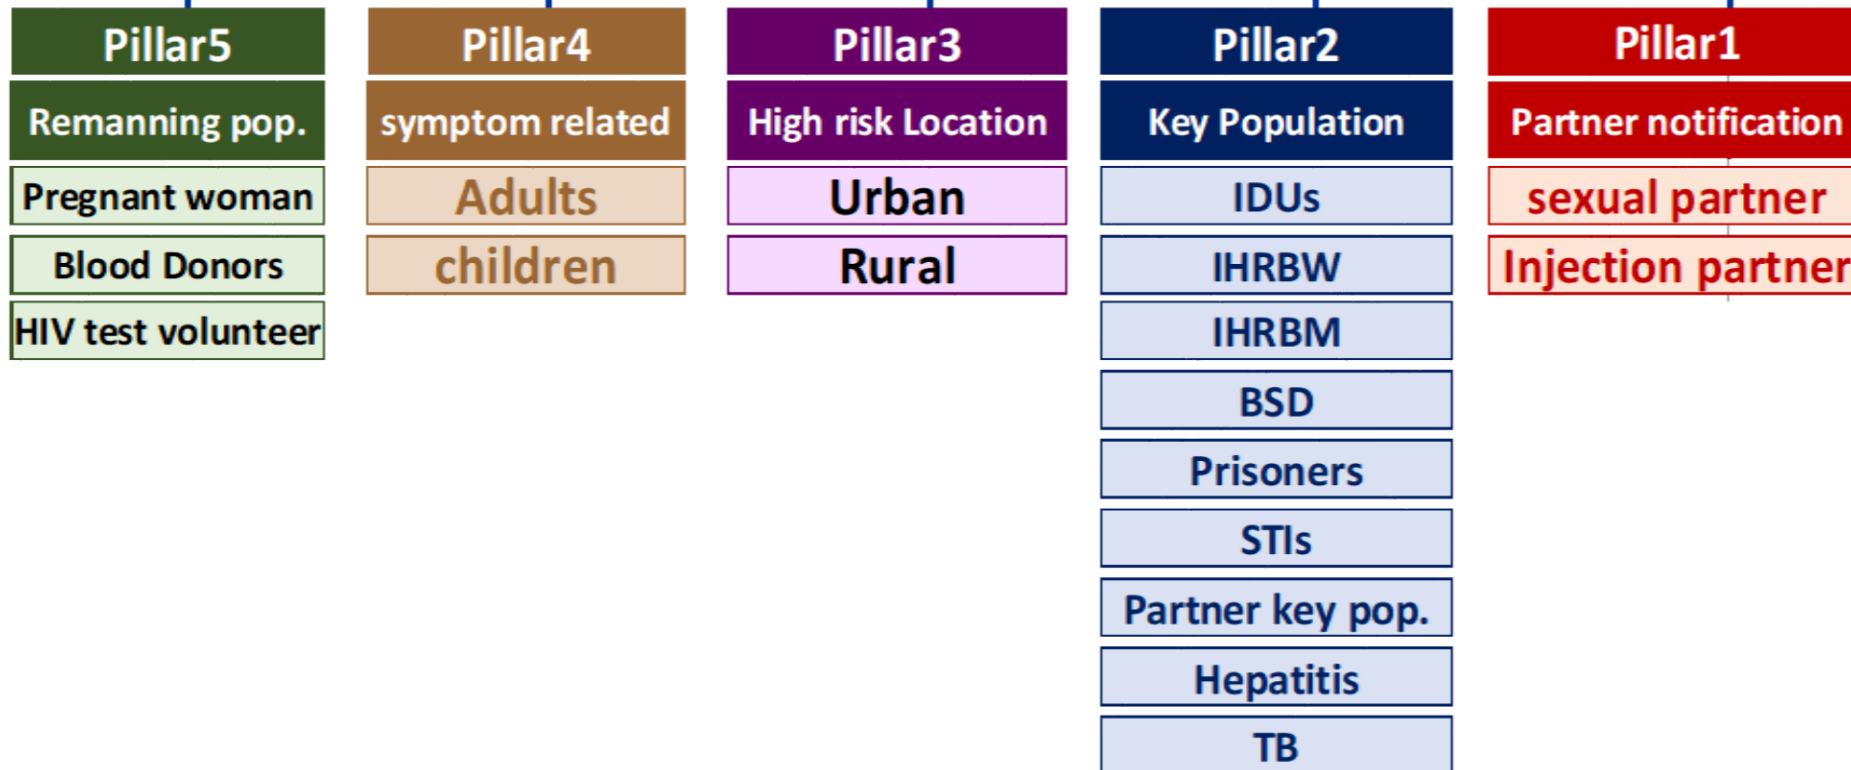 Pillar5
Remanning pop.
Pregnant woman
Blood Donors
HIV test volunteer
Pillar4
symptom related
Adults
children
Pillar3
High risk Location
Urban
Rural
Pillar2
Key Population
IDUs
IHRBW
IHRBM
BSD
Prisoners
STIs
Partner key pop.
Hepatitis
TB
Pillar1
Partner notification
sexual partner
Injection partner